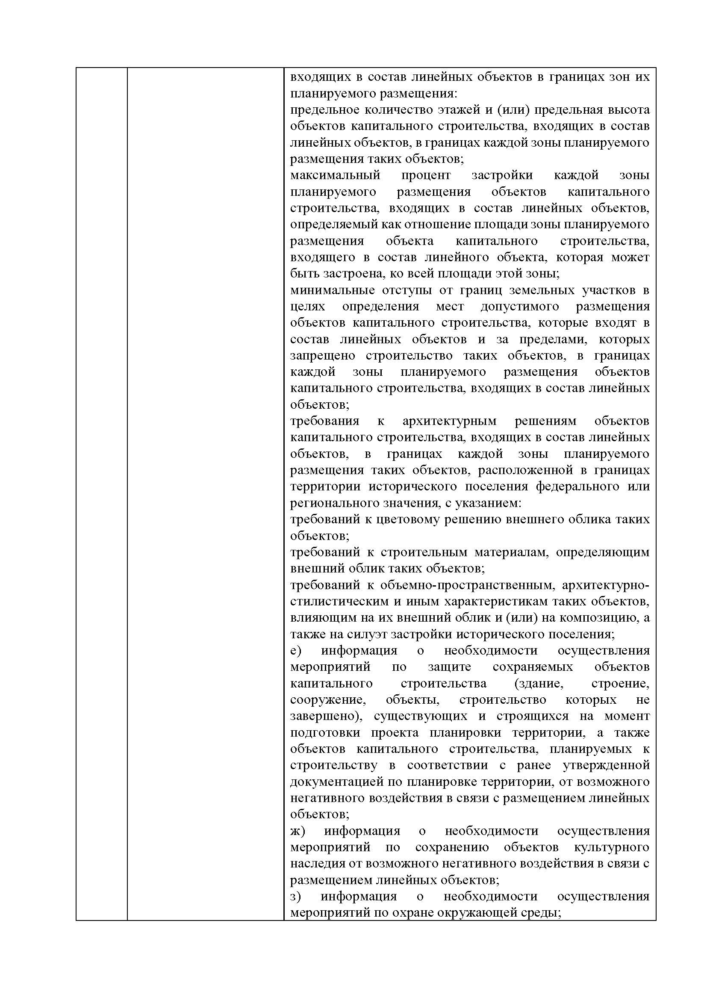 входящих в состав линейных объектов в границах зон их
планируемого размещения:
предельное количество этажей и (или) предельная высота
объектов капитального строительства, входящих в состав
линейных объектов, в границах каждой зоны планируемого
размещения таких объектов;
максимальный процент застройки каждой зоны
планируемого размещения объектов капитального
строительства, входящих в состав линейных объектов,
определяемый как отношение площади зоны планируемого
размещения объекта капитального строительства,
входящего в состав линейного объекта, которая может
быть застроена, ко всей площади этой зоны;
минимальные отступы от границ земельных участков в
целях определения мест допустимого размещения
объектов капитального строительства, которые входят в
состав линейных объектов и за пределами, которых
запрещено строительство таких объектов, в границах
каждой зоны планируемого размещения объектов
капитального строительства, входящих в состав линейных
объектов;
требования к архитектурным решениям объектов
капитального строительства, входящих в состав линейных
объектов, в границах каждой зоны планируемого
размещения таких объектов, расположенной в границах
территории исторического поселения федерального или
регионального значения, с указанием:
требований к цветовому решению внешнего облика таких
объектов;
требований к строительным материалам, определяющим
внешний облик таких объектов;
требований к объемно-пространственным, архитектурно-
стилистическим и иным характеристикам таких объектов,
влияющим на их внешний облик и (или) на композицию, а
также на силуэт застройки исторического поселения;
е) информация о необходимости осуществления
мероприятий по защите сохраняемых объектов
капитального строительства (здание, строение,
сооружение, объекты, строительство которых не
завершено), существующих и строящихся на момент
подготовки проекта планировки территории, а также
объектов капитального строительства, планируемых к
строительству в соответствии с ранее утвержденной
документацией по планировке территории, от возможного
негативного воздействия в связи с размещением линейных
объектов;
ж) информация о необходимости осуществления
мероприятий по сохранению объектов культурного
наследия от возможного негативного воздействия в связи с
размещением линейных объектов;
з) информация о необходимости осуществления
мероприятий по охране окружающей среды;